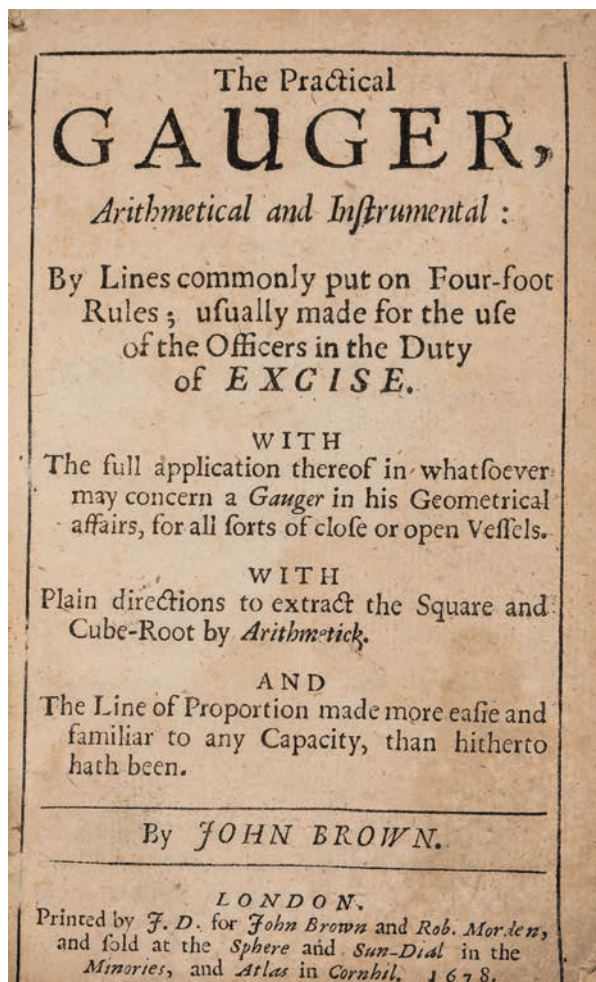 The Practical
GAUGER,
Arithmetical and Inſtrumental :
By Lines commonly put on Four-foot
Rules ; uſually made for the uſe
of the Officers in the Duty
of EXCISE.
WITH
The full application thereof in whatſoever
may concern a Gauger in his Geometrical
affairs, for all ſorts of cloſe or open Veſſels.
WITH
Plain directions to extract the Square and
Cube-Root by Arithmetick.
AND
The Line of Proportion made more eaſie and
familiar to any Capacity, than hitherto
hath been.
By JOHN BROWN.
LONDON.
Printed by J. D. for John Brown and Rob. Morden,
and ſold at the Sphere and Sun-Dial in the
Minories, and Atlas in Cornhil, 1678.